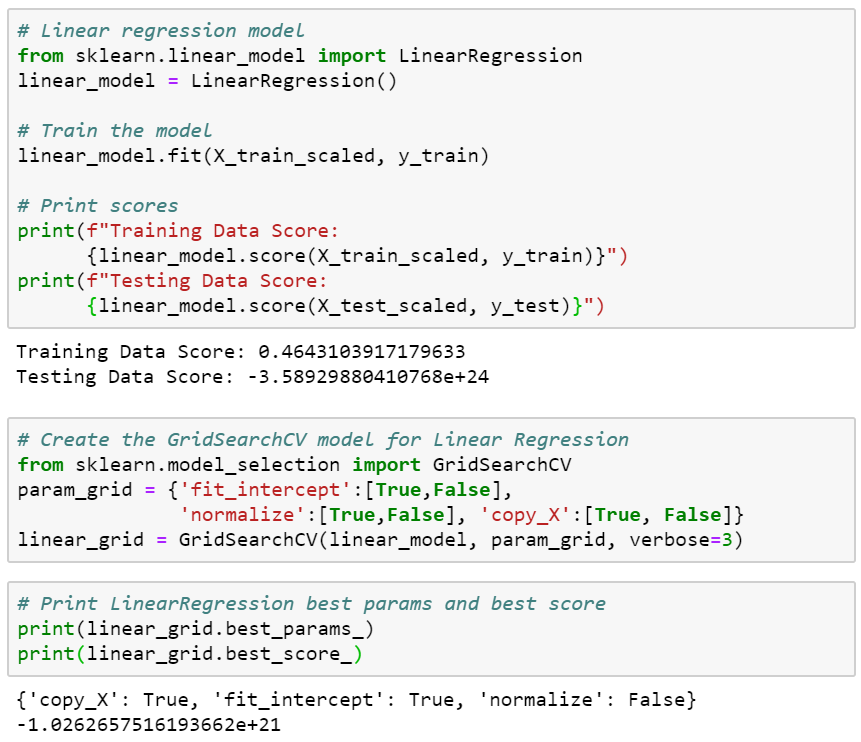 # Linear regression model
from sklearn.linear_model import LinearRegression
linear_model = LinearRegression()
# Train the model
linear_model.fit(X_train_scaled, y_train)
# Print scores
print(f"Training Data Score:
{linear_model.score(X_train_scaled, y_train)}")
print(f"Testing Data Score:
{linear_model.score(X_test_scaled, y_test)}")
Training Data Score: 0.4643103917179633
Testing Data Score: -3.58929880410768e+24
# Create the GridSearchCV model for Linear Regression
from sklearn.model_selection import GridSearchCV
param_grid = {'fit_intercept':[True,False],
'normalize':[True,False], 'copy_X':[True, False]}
linear_grid = GridSearchCV(linear_model, param_grid, verbose=3)
# Print LinearRegression best params and best score
print(linear_grid.best_params_)
print(linear_grid.best_score_)
{'copy_X': True, 'fit_intercept': True, 'normalize': False}
-1.0262657516193662e+21